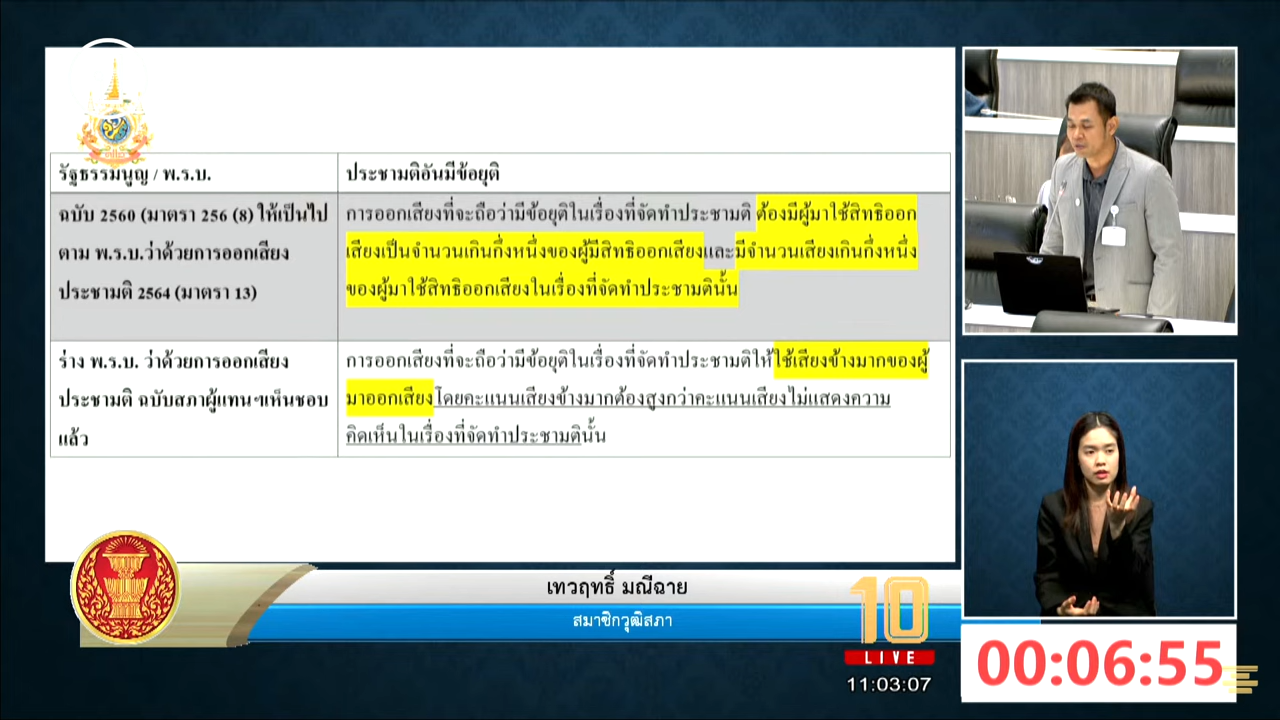 รัฐธรรมนูญ / พ.ร.บ.
ประชามติอันมีข้อยุติ
ฉบับ 2560 (มาตรา 256 (8) ให้เป็นไป
ตาม พ.ร.บ.ว่าด้วยการออกเสียง
ประชามติ 2564 (มาตรา 13)
การออกเสียงที่จะถือว่ามีข้อยุติในเรื่องที่จัดทำประชามติ ต้องมีผู้มาใช้สิทธิออก
เสียงเป็นจำนวนเกินกึ่งหนึ่งของผู้มีสิทธิออกเสียงและมีจำนวนเสียงเกินกึ่งหนึ่ง
ของผู้มาใช้สิทธิออกเสียงในเรื่องที่จัดทำประชามตินั้น
ร่าง พ.ร.บ. ว่าด้วยการออกเสียง
ประชามติ ฉบับสภาผู้แทนฯเห็นชอบ
แล้ว
การออกเสียงที่จะถือว่ามีข้อยุติในเรื่องที่จัดทำประชามติให้ใช้เสียงข้างมากของผู้
มาออกเสียงโดยคะแนนเสียงข้างมากต้องสูงกว่าคะแนนเสียงไม่แสดงความ
คิดเห็นในเรื่องที่จัดทำประชามตินั้น
เทวฤทธิ์ มณีฉาย
สมาชิกวุฒิสภา
10
LIVE
11:03:07
00:06:55